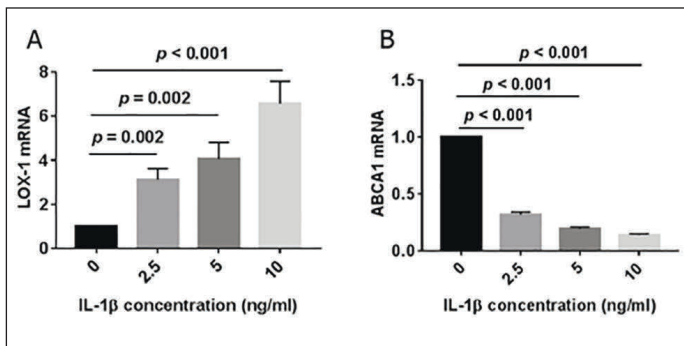 A
p < 0.001
p = 0.002
p = 0.002
LOX-1 mRNA
8
6
4
2
0
0
2.5
5
10
IL-1β concentration (ng/ml)
B
p < 0.001
p < 0.001
p < 0.001
ABCA1 mRNA
1.5
1.0
0.5
0.0
0
2.5
5
10
IL-1β concentration (ng/ml)